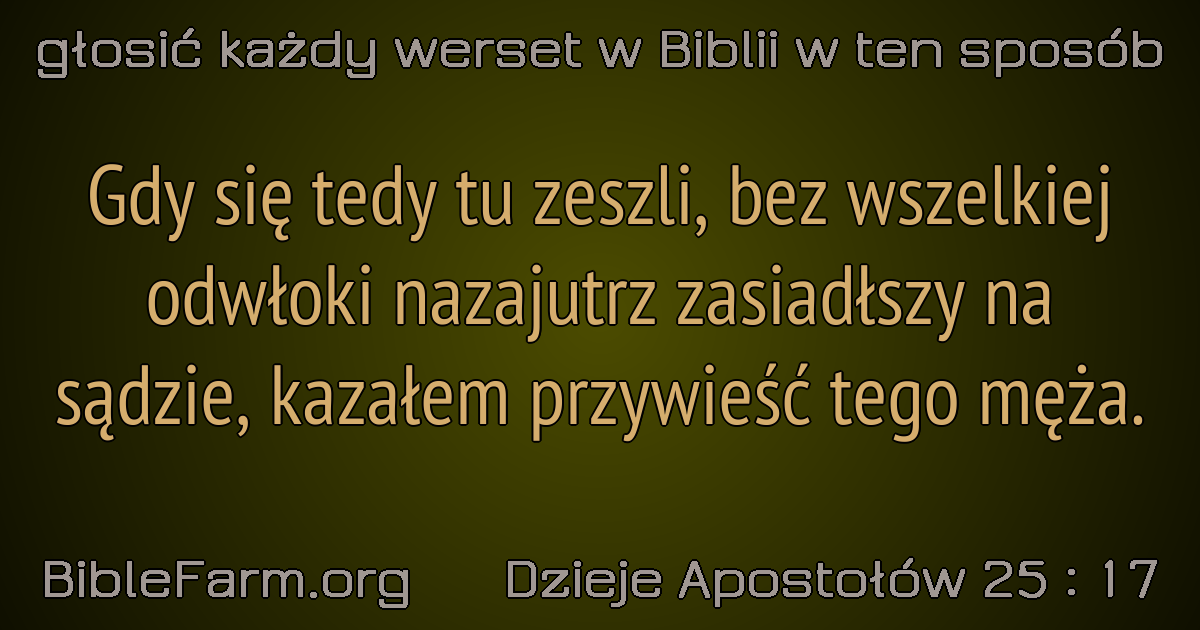 głosić każdy werset w Biblii w ten sposób
Gdy się tedy tu zeszli, bez wszelkiej
odwłoki nazajutrz zasiadłszy na
sądzie, kazałem przywieść tego męża.
BibleFarm.org
Dzieje Apostołów 25 : 17